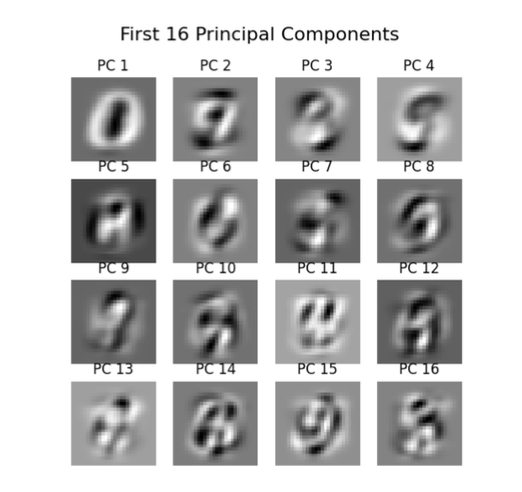 First 16 Principal Components
PC 1 PC 2 PC 3 PC 4
PC 5 PC 6 PC 7 PC 8
PC 9 PC 10 PC 11 PC 12
PC 13 PC 14 PC 15 PC 16